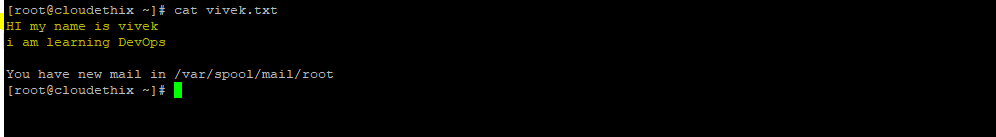 [root@cloudethix ~]# cat vivek.txt
HI my name is vivek
i am learning DevOps
You have new mail in /var/spool/mail/root
[root@cloudethix ~]#